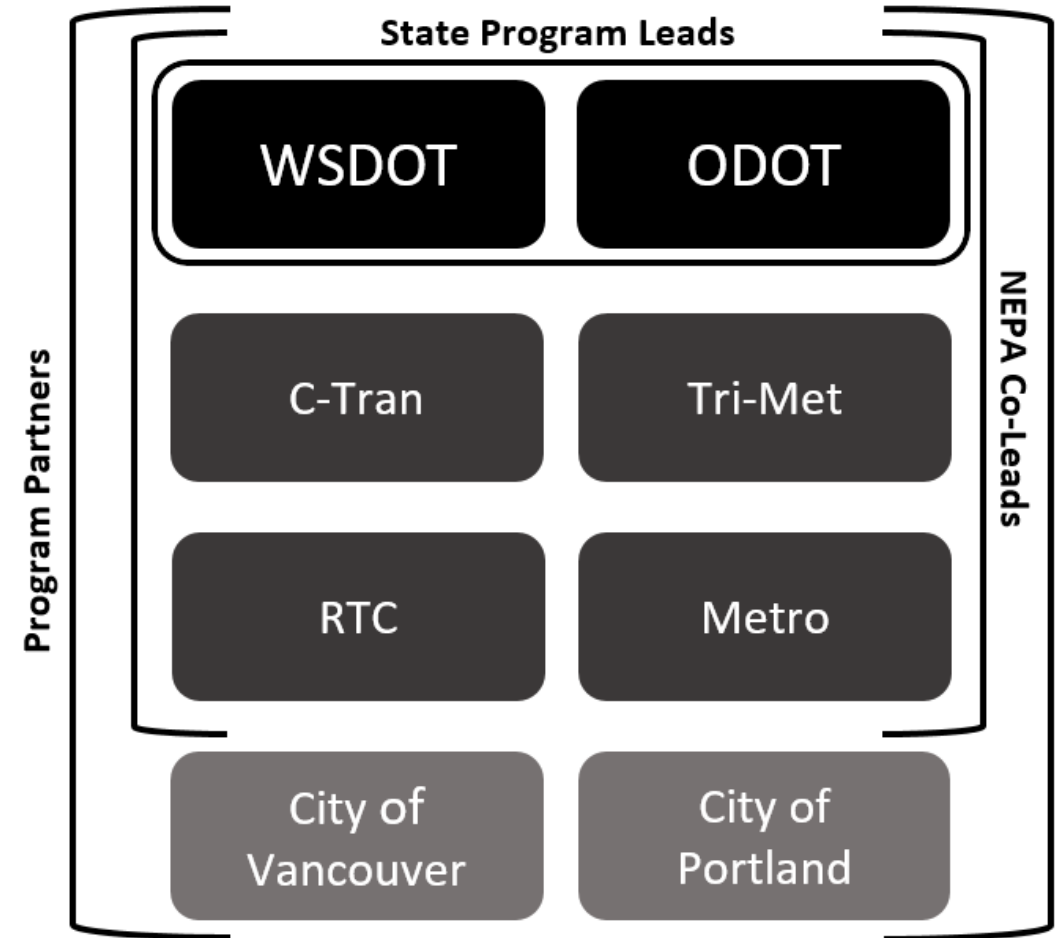 State Program Leads
WSDOT
ODOT
C-Tran
Tri-Met
RTC
Metro
City of
Vancouver
City of
Portland
Program Partners
NEPA Co-Leads